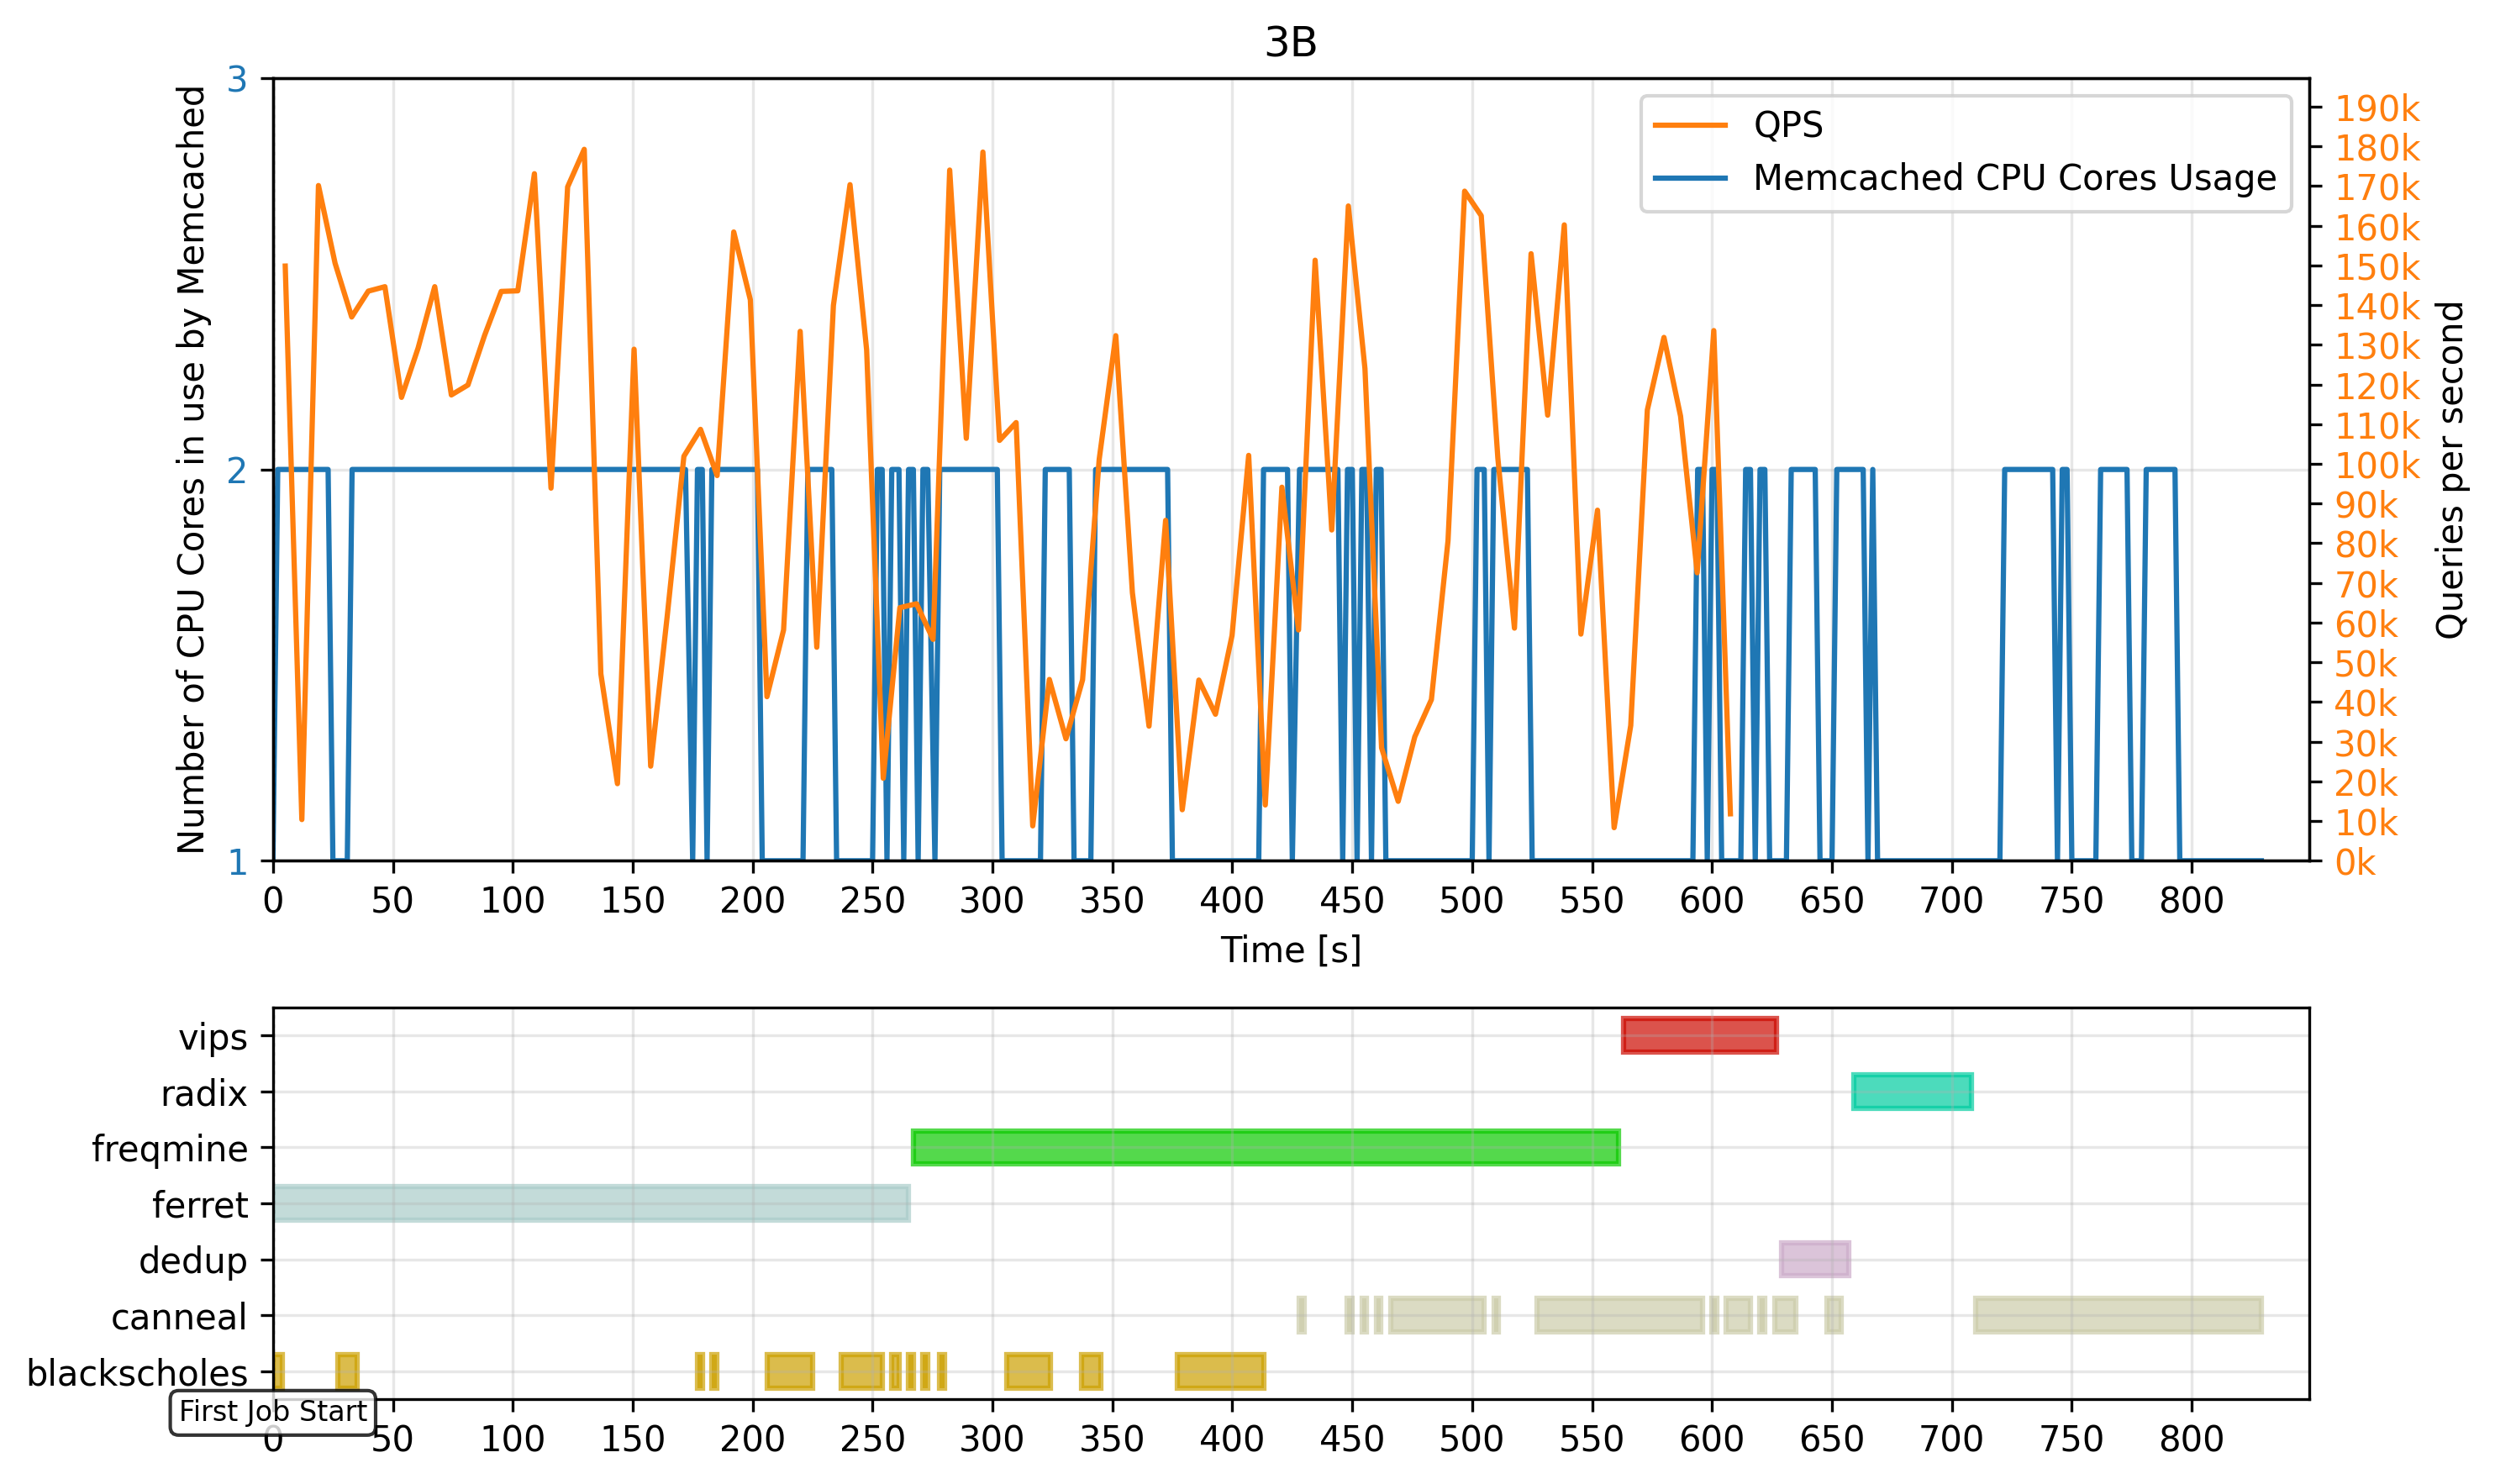 3B
Number of CPU Cores in use by Memcached
3
2
1
QPS
Memcached CPU Cores Usage
190k
180k
170k
160k
150k
140k
130k
120k
110k
100k
90k
80k
70k
60k
50k
40k
30k
20k
10k
0k
Queries per second
0 50 100 150 200 250 300 350 400 450 500 550 600 650 700 750 800
Time [s]
vips
radix
freqmine
ferret
dedup
canneal
blackscholes
First Job Start
0 50 100 150 200 250 300 350 400 450 500 550 600 650 700 750 800